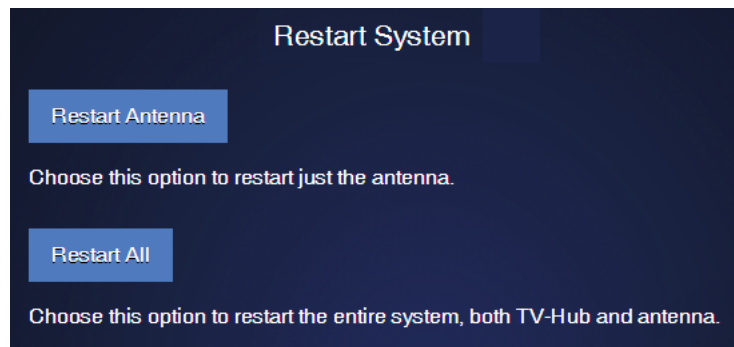 Restart System
Restart Antenna
Choose this option to restart just the antenna.
Restart All
Choose this option to restart the entire system, both TV-Hub and antenna.